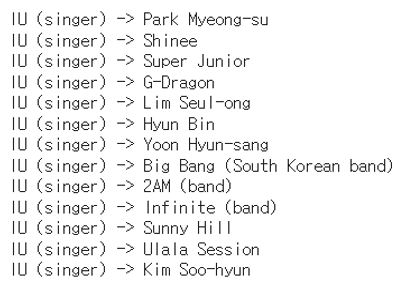 IU (singer) -> Park Myeong-su
IU (singer) -> Shinee
IU (singer) -> Super Junior
IU (singer) -> G-Dragon
IU (singer) -> Lim Seul-ong
IU (singer) -> Hyun Bin
IU (singer) -> Yoon Hyun-sang
IU (singer) -> Big Bang (South Korean band)
IU (singer) -> 2AM (band)
IU (singer) -> Infinite (band)
IU (singer) -> Sunny Hill
IU (singer) -> Ulala Session
IU (singer) -> Kim Soo-hyun